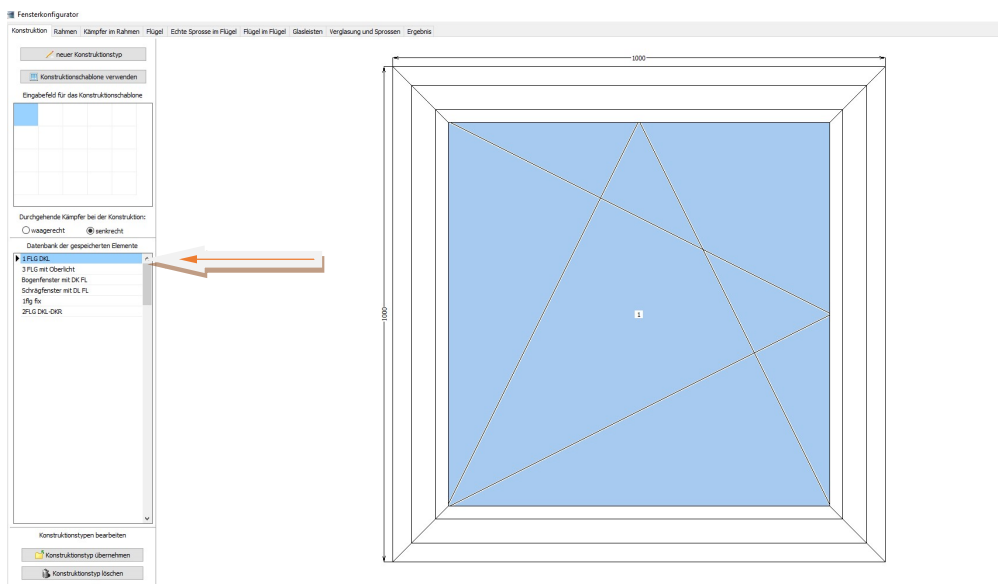 Fensterkonfigurator
Konstruktion Rahmen Kämpfer im Rahmen Flügel Echte Sprosse im Flügel Flügel im Flügel Glasleisten Verglasung und Sprossen Ergebnis
neuer Konstruktionstyp
Konstruktionschablone verwenden
Eingabefeld für das Konstruktionschablone
Durchgehende Kämpfer bei der Konstruktion:
waagerecht senkrecht
Datenbank der gespeicherten Elemente
1 FLG DKL
3 FLG mit Oberlicht
Bogenfenster mit DK FL
Schrägfenster mit DL FL
1flg fix
2FLG DKL-DKR
Konstruktionstypen bearbeiten
Konstruktionstyp übernehmen
Konstruktionstyp löschen
1000
1000
1